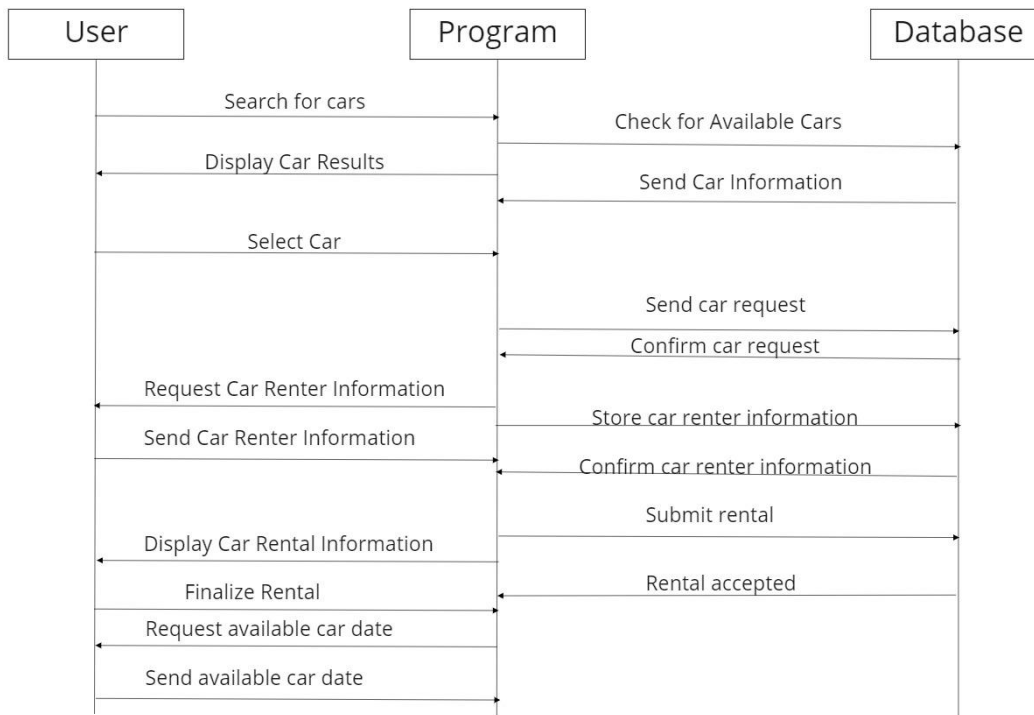 User
Program
Database
Search for cars
Check for Available Cars
Display Car Results
Send Car Information
Select Car
Send car request
Confirm car request
Request Car Renter Information
Store car renter information
Send Car Renter Information
Confirm car renter information
Submit rental
Display Car Rental Information
Rental accepted
Finalize Rental
Request available car date
Send available car date